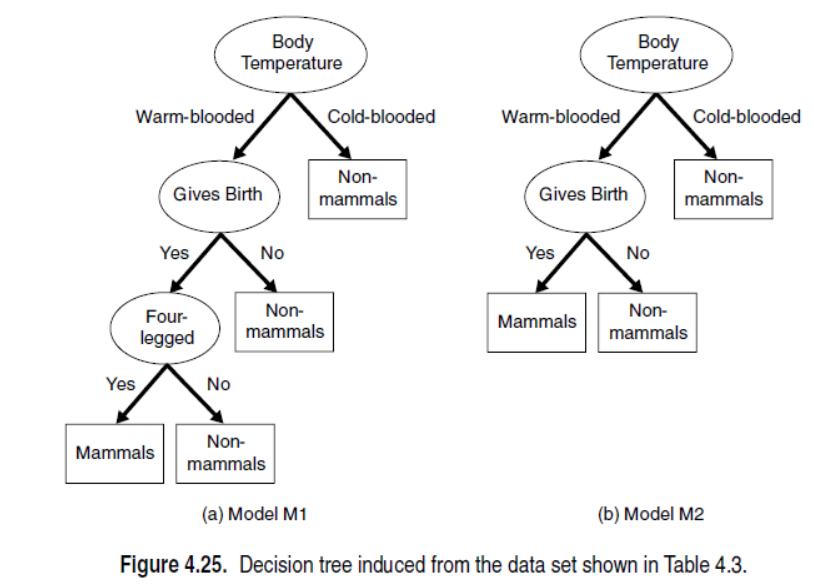 Body
Temperature
Warm-blooded
Cold-blooded
Gives Birth
Non-
mammals
Yes
No
Four-
legged
Non-
mammals
Yes
No
Mammals
Non-
mammals
(a) Model M1
Body
Temperature
Warm-blooded
Cold-blooded
Gives Birth
Non-
mammals
Yes
No
Mammals
Non-
mammals
(b) Model M2
Figure 4.25. Decision tree induced from the data set shown in Table 4.3.